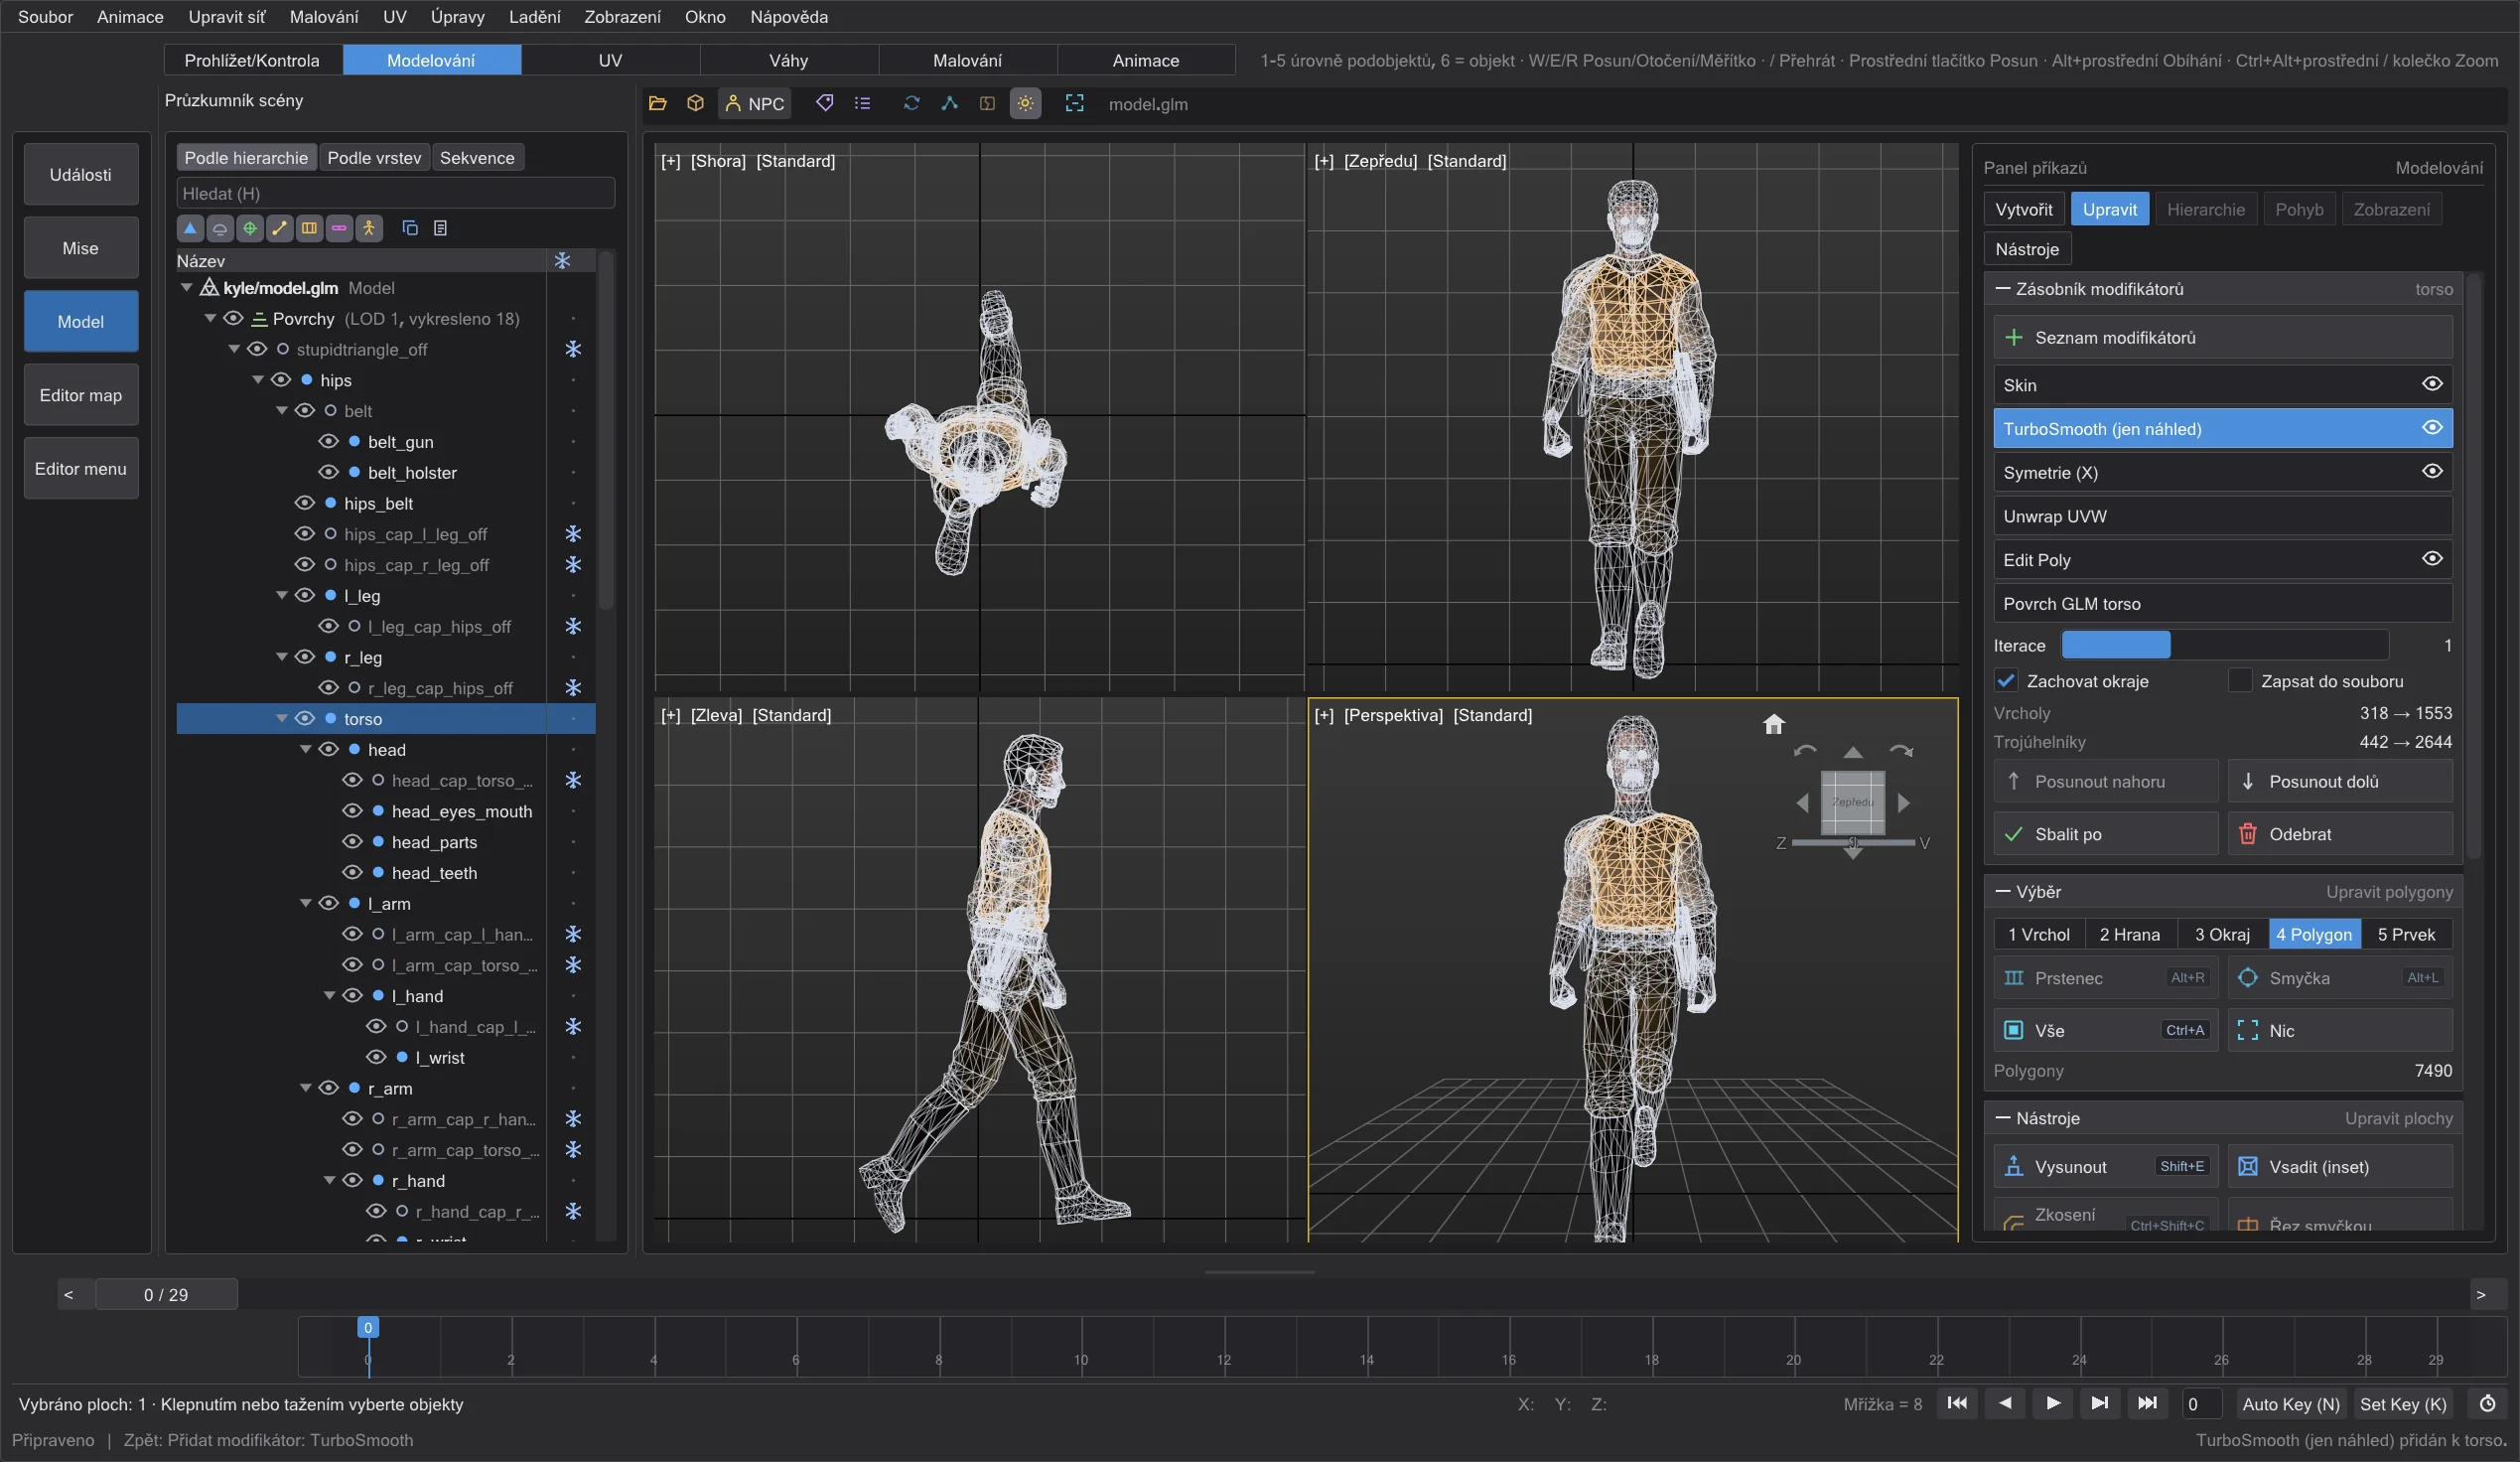 Soubor Animace Upravit síť Malování UV Úpravy Ladění Zobrazení Okno Nápověda
Prohlížet/Kontrola Modelování UV Váhy Malování Animace 1-5 úrovně podobjektů, 6 = objekt · W/E/R Posun/Otočení/Měřítko · / Přehrát · Prostřední tlačítko Posun · Alt+prostřední Obíhání · Ctrl+Alt+prostřední / kolečko Zoom
Průzkumník scény
NPC model.glm
Události
Mise
Model
Editor map
Editor menu
Podle hierarchie Podle vrstev Sekvence
Hledat (H)
Název
kyle/model.glm Model
Povrchy (LOD 1, vykresleno 18)
stupidtriangle_off
hips
belt
belt_gun
belt_holster
hips_belt
hips_cap_l_leg_off
hips_cap_r_leg_off
l_leg
l_leg_cap_hips_off
r_leg
r_leg_cap_hips_off
torso
head
head_cap_torso_...
head_eyes_mouth
head_parts
head_teeth
l_arm
l_arm_cap_l_han...
l_arm_cap_torso_...
l_hand
l_hand_cap_l_...
l_wrist
r_arm
r_arm_cap_r_han...
r_arm_cap_torso_...
r_hand
r_hand_cap_r_...
r_wrist
[+] [Shora] [Standard]
[+] [Zepředu] [Standard]
[+] [Zleva] [Standard]
[+] [Perspektiva] [Standard]
Zepředu
Z J V
Panel příkazů Modelování
Vytvořit Upravit Hierarchie Pohyb Zobrazení
Nástroje
Zásobník modifikátorů torso
Seznam modifikátorů
Skin
TurboSmooth (jen náhled)
Symetrie (X)
Unwrap UVW
Edit Poly
Povrch GLM torso
Iterace 1
Zachovat okraje Zapsat do souboru
Vrcholy 318 → 1553
Trojúhelníky 442 → 2644
Posunout nahoru Posunout dolů
Sbalit po Odebrat
Výběr Upravit polygony
1 Vrchol 2 Hrana 3 Okraj 4 Polygon 5 Prvek
Prstenec Alt+R Smyčka Alt+L
Vše Ctrl+A Nic
Polygony 7490
Nástroje Upravit plochy
Vysunout Shift+E Vsadit (inset)
Zkosení Ctrl+Shift+C Řez smyčkou
< 0 / 29 >
0
0 2 4 6 8 10 12 14 16 18 20 22 24 26 28 29
Vybráno ploch: 1 · Klepnutím nebo tažením vyberte objekty X: Y: Z: Mřížka = 8 0 Auto Key (N) Set Key (K)
Připraveno | Zpět: Přidat modifikátor: TurboSmooth TurboSmooth (jen náhled) přidán k torso.